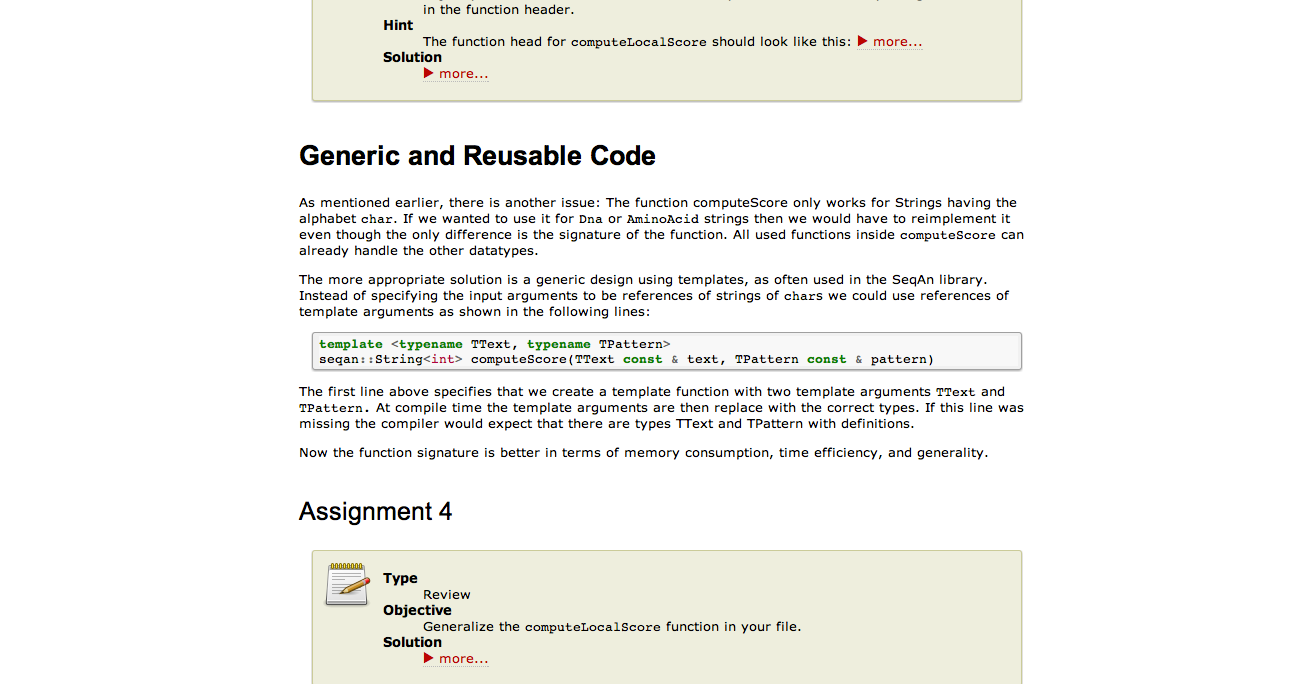 in the function header.
Hint
The function head for computeLocalScore should look like this: ▶ more...
Solution
▶ more...
Generic and Reusable Code
As mentioned earlier, there is another issue: The function computeScore only works for Strings having the
alphabet char. If we wanted to use it for Dna or AminoAcid strings then we would have to reimplement it
even though the only difference is the signature of the function. All used functions inside computeScore can
already handle the other datatypes.
The more appropriate solution is a generic design using templates, as often used in the SeqAn library.
Instead of specifying the input arguments to be references of strings of chars we could use references of
template arguments as shown in the following lines:
template <typename TText, typename TPattern>
seqan::String<int> computeScore(TText const & text, TPattern const & pattern)
The first line above specifies that we create a template function with two template arguments TText and
TPattern. At compile time the template arguments are then replace with the correct types. If this line was
missing the compiler would expect that there are types TText and TPattern with definitions.
Now the function signature is better in terms of memory consumption, time efficiency, and generality.
Assignment 4
Type
Review
Objective
Generalize the computeLocalScore function in your file.
Solution
▶ more...